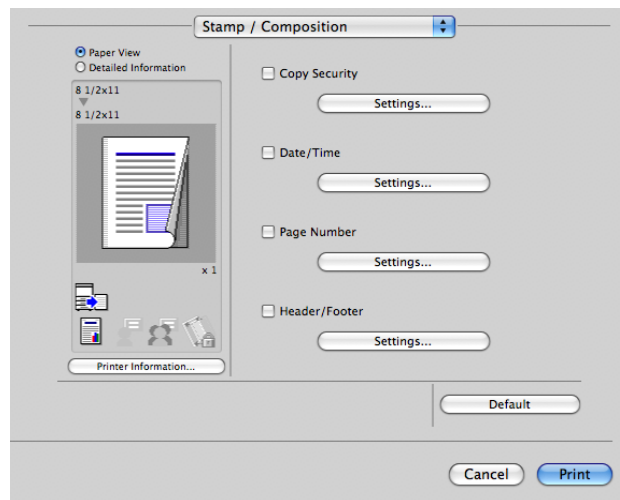 Stamp / Composition
Paper View
Detailed Information
8 1/2x11
8 1/2x11
x 1
Printer Information...
Copy Security
Settings...
Date/Time
Settings...
Page Number
Settings...
Header/Footer
Settings...
Default
Cancel
Print